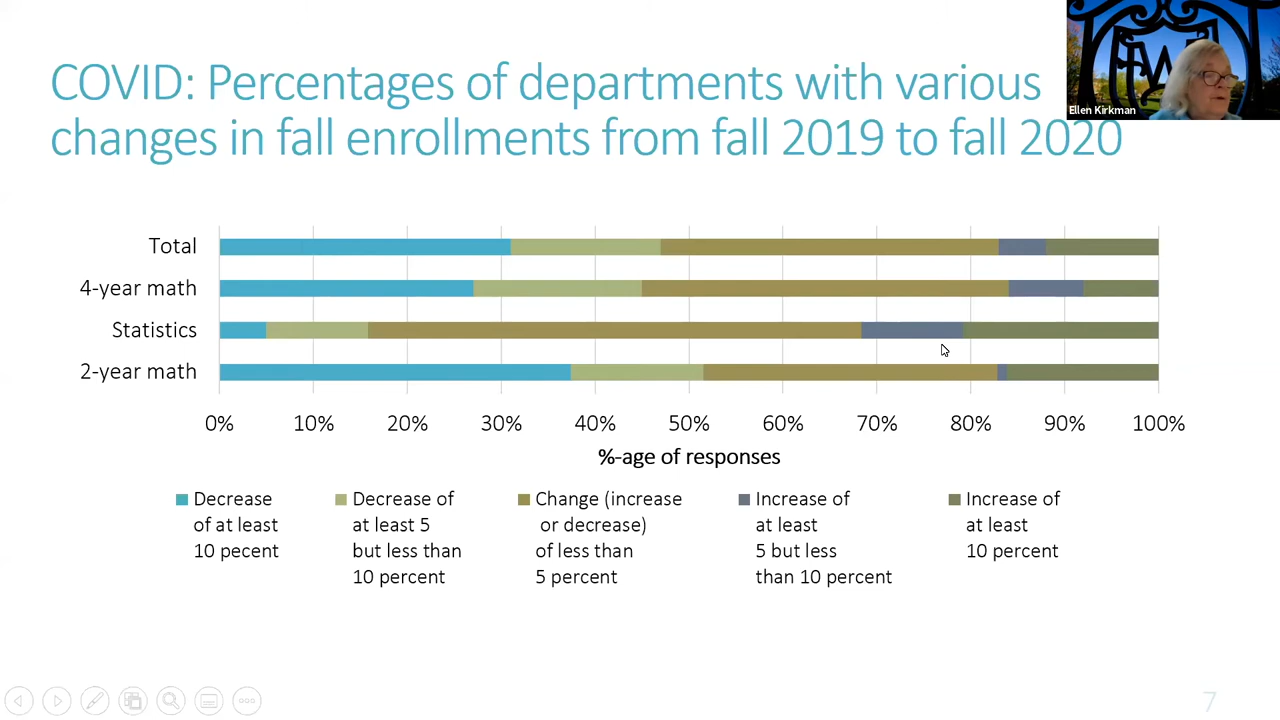 COVID: Percentages of departments with various
changes in fall enrollments from fall 2019 to fall 2020
Ellen Kirkman
Total
4-year math
Statistics
2-year math
0% 10% 20% 30% 40% 50% 60% 70% 80% 90% 100%
%-age of responses
Decrease
of at least
10 pecent
Decrease of
at least 5
but less than
10 percent
Change (increase
or decrease)
of less than
5 percent
Increase of
at least
5 but less
than 10 percent
Increase of
at least
10 percent
7